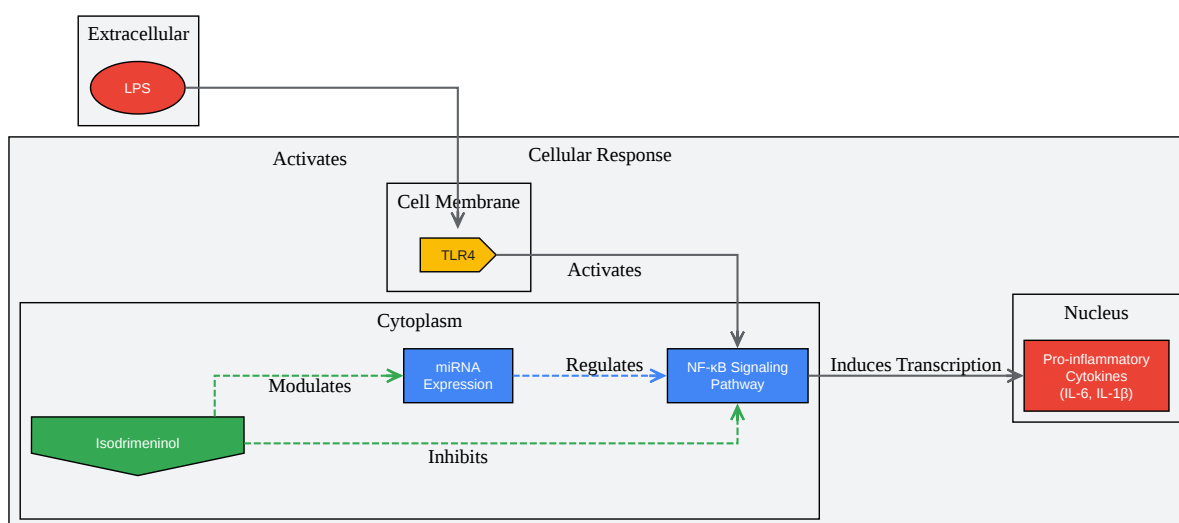 Extracellular
LPS
Activates
Cellular Response
Cell Membrane
TLR4
Activates
Cytoplasm
Nucleus
miRNA
Expression
Regulates
NF-κB Signaling
Pathway
Induces Transcription
Pro-inflammatory
Cytokines
(IL-6, IL-1β)
Modulates
Isodrimeninol
Inhibits